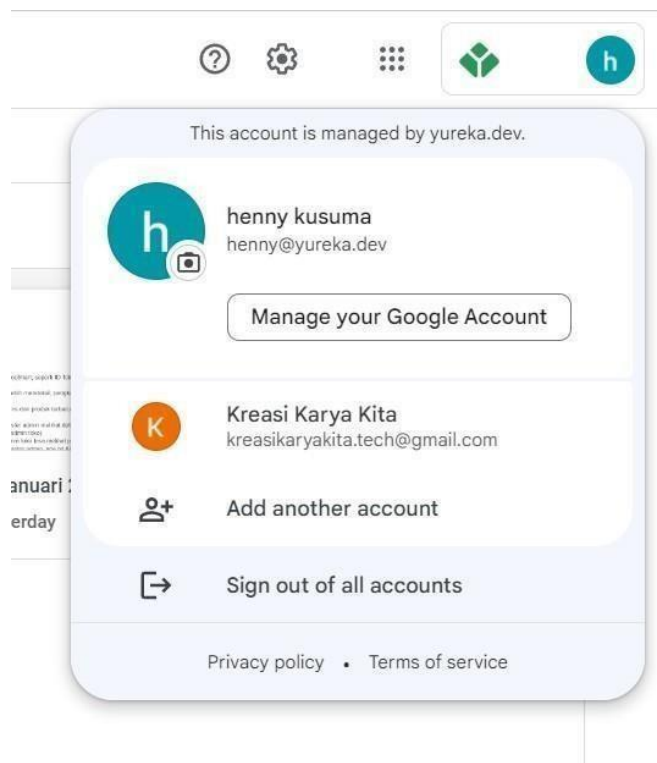 h
This account is managed by yureka.dev.
h
henny kusuma
henny@yureka.dev
Manage your Google Account
K
Kreasi Karya Kita
kreasikaryakita.tech@gmail.com
Add another account
Sign out of all accounts
anuari 2
erday
Privacy policy • Terms of service